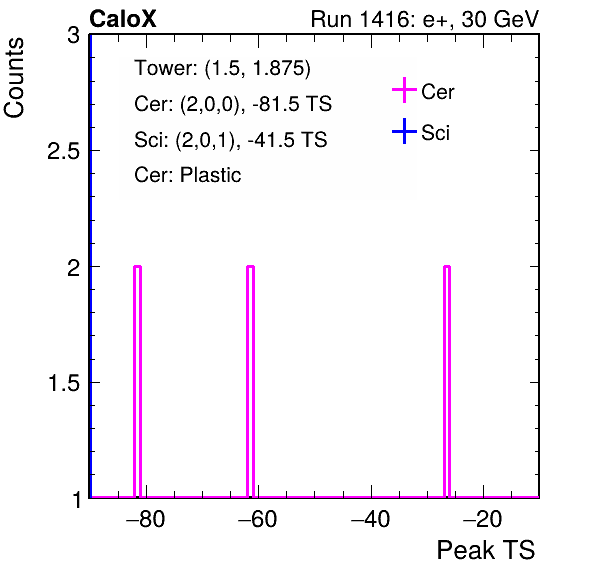 CaloX Run 1416: e+, 30 GeV
Counts
Tower: (1.5, 1.875)
Cer: (2,0,0), -81.5 TS
Sci: (2,0,1), -41.5 TS
Cer: Plastic
Cer
Sci
3
2.5
2
1.5
1
−80 −60 −40 −20
Peak TS